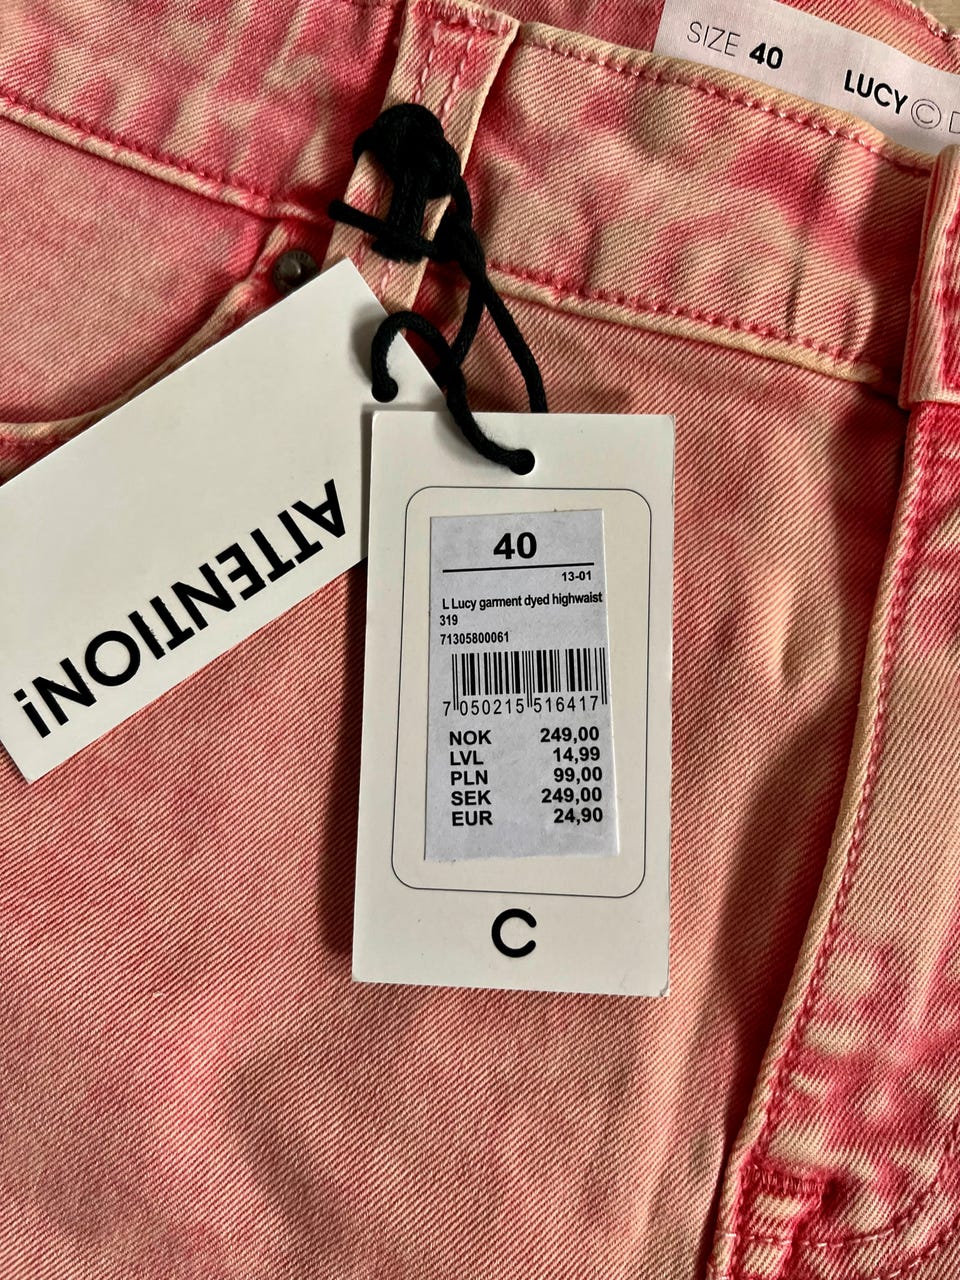 SIZE 40 LUCY © D
ATTENTION!
40
13-01
L Lucy garment dyed highwaist
319
71305800061
7 050215 516417
NOK 249,00
LVL 14,99
PLN 99,00
SEK 249,00
EUR 24,90
C